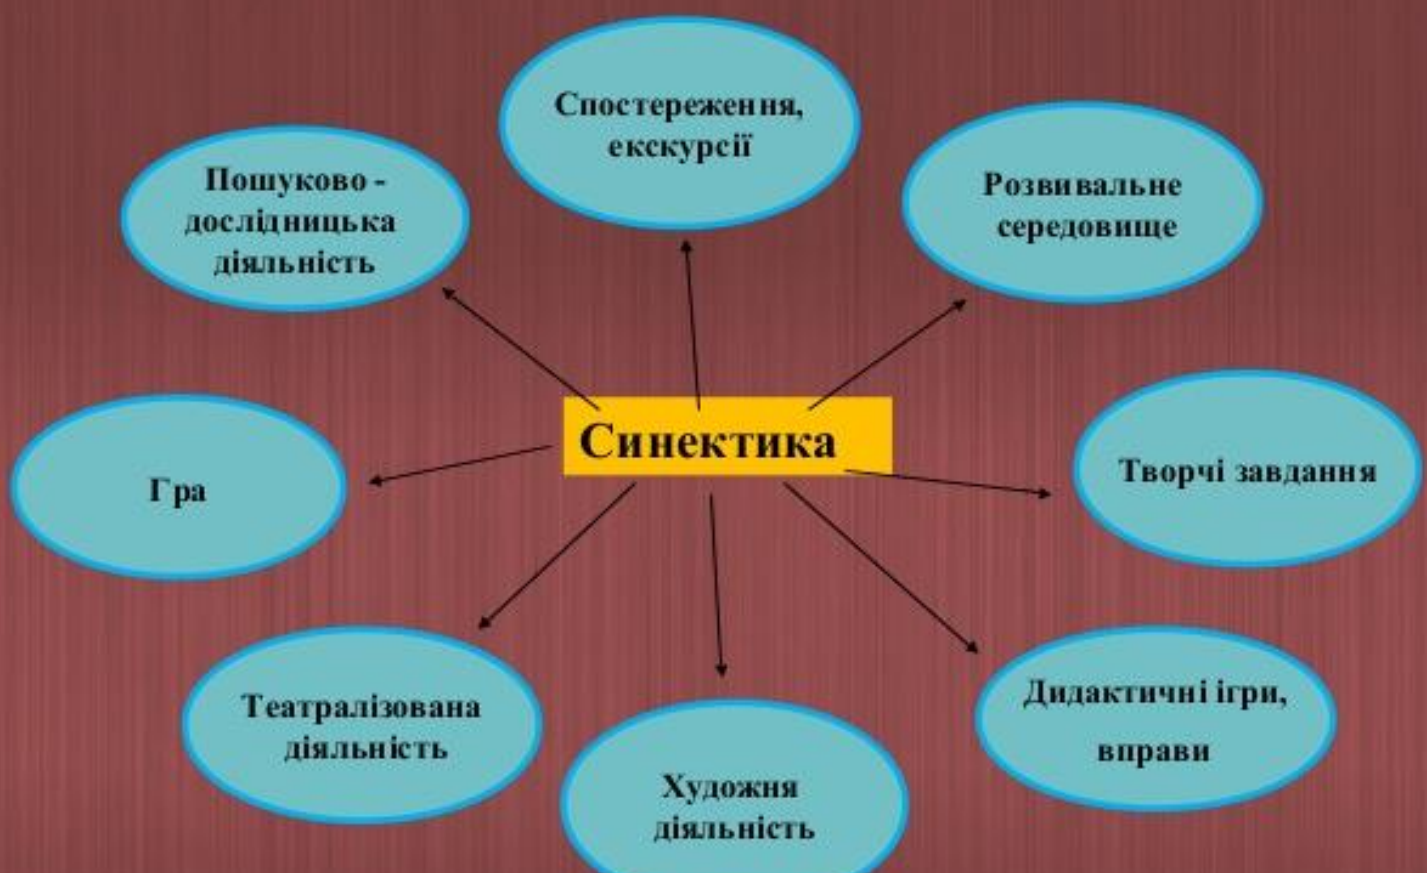 Спостереження,
екскурсії
Пошуково -
дослідницька
діяльність
Розвивальне
середовище
Синектика
Гра
Творчі завдання
Театралізована
діяльність
Дидактичні ігри,
вправи
Художня
діяльність